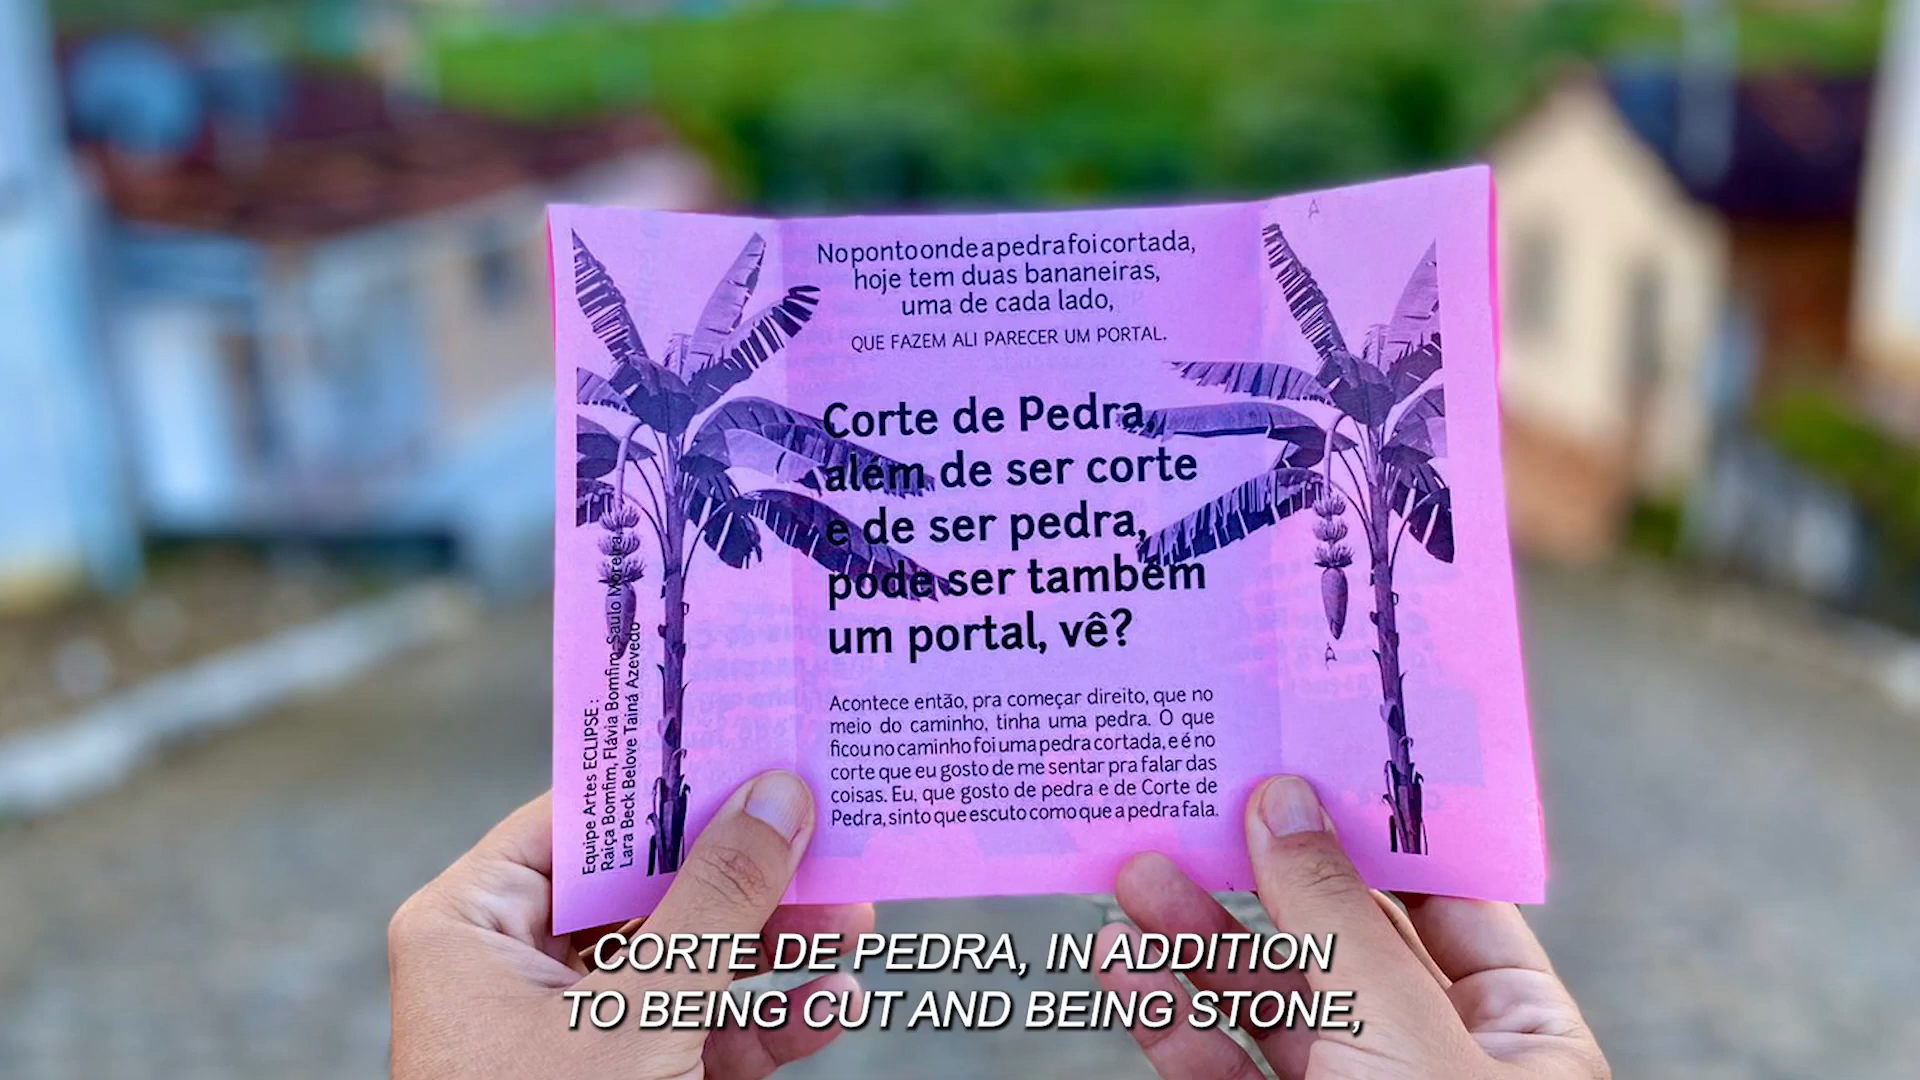 No ponto onde a pedra foi cortada,
hoje tem duas bananeiras,
uma de cada lado,
QUE FAZEM ALI PARECER UM PORTAL.
Corte de Pedra,
além de ser corte
e de ser pedra,
pode ser também
um portal, vê?
Acontece então, pra começar direito, que no
meio do caminho, tinha uma pedra. O que
ficou no caminho foi uma pedra cortada, e é no
corte que eu gosto de me sentar pra falar das
coisas. Eu, que gosto de pedra e de Corte de
Pedra, sinto que escuto como que a pedra fala.
Equipe Artes ECLIPSE :
Raiça Bomfim, Flávia Bomfim, Saulo Moreira,
Lara Beck Belove Tainá Azevedo
CORTE DE PEDRA, IN ADDITION
TO BEING CUT AND BEING STONE,